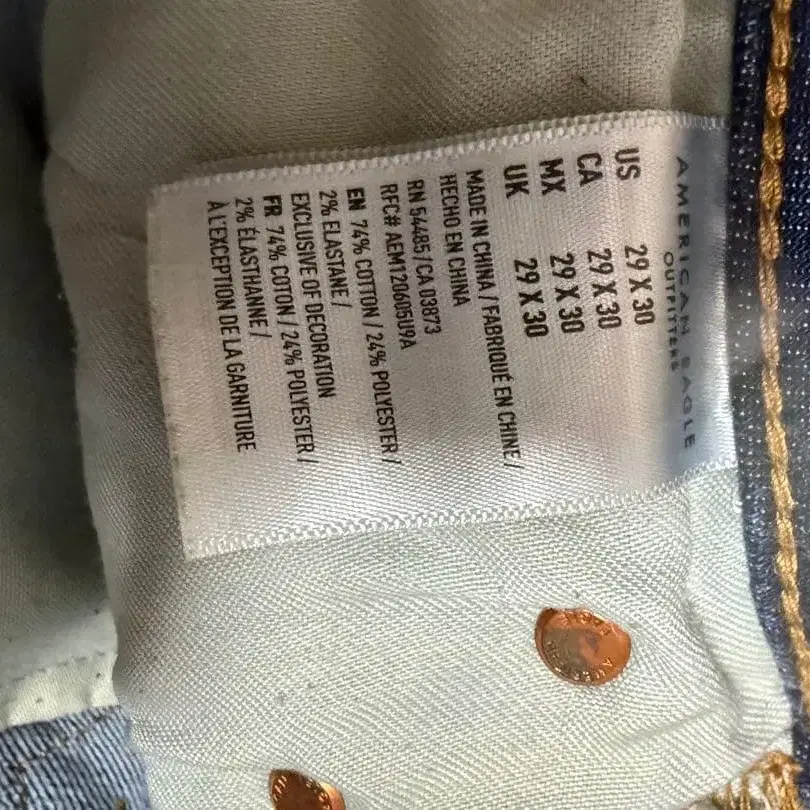 AMERICAN EAGLE
OUTFITTERS
US 29 X 30
CA 29 X 30
MX 29 X 30
UK 29 X 30
MADE IN CHINA / FABRIQUÉ EN CHINE /
HECHO EN CHINA
RN 54485 / CA 03873
RFC# AEM120605U9A
EN 74% COTTON / 24% POLYESTER /
2% ELASTANE /
EXCLUSIVE OF DECORATION
FR 74% COTON / 24% POLYESTER /
2% ÉLASTHANNE /
À L'EXCEPTION DE LA GARNITURE